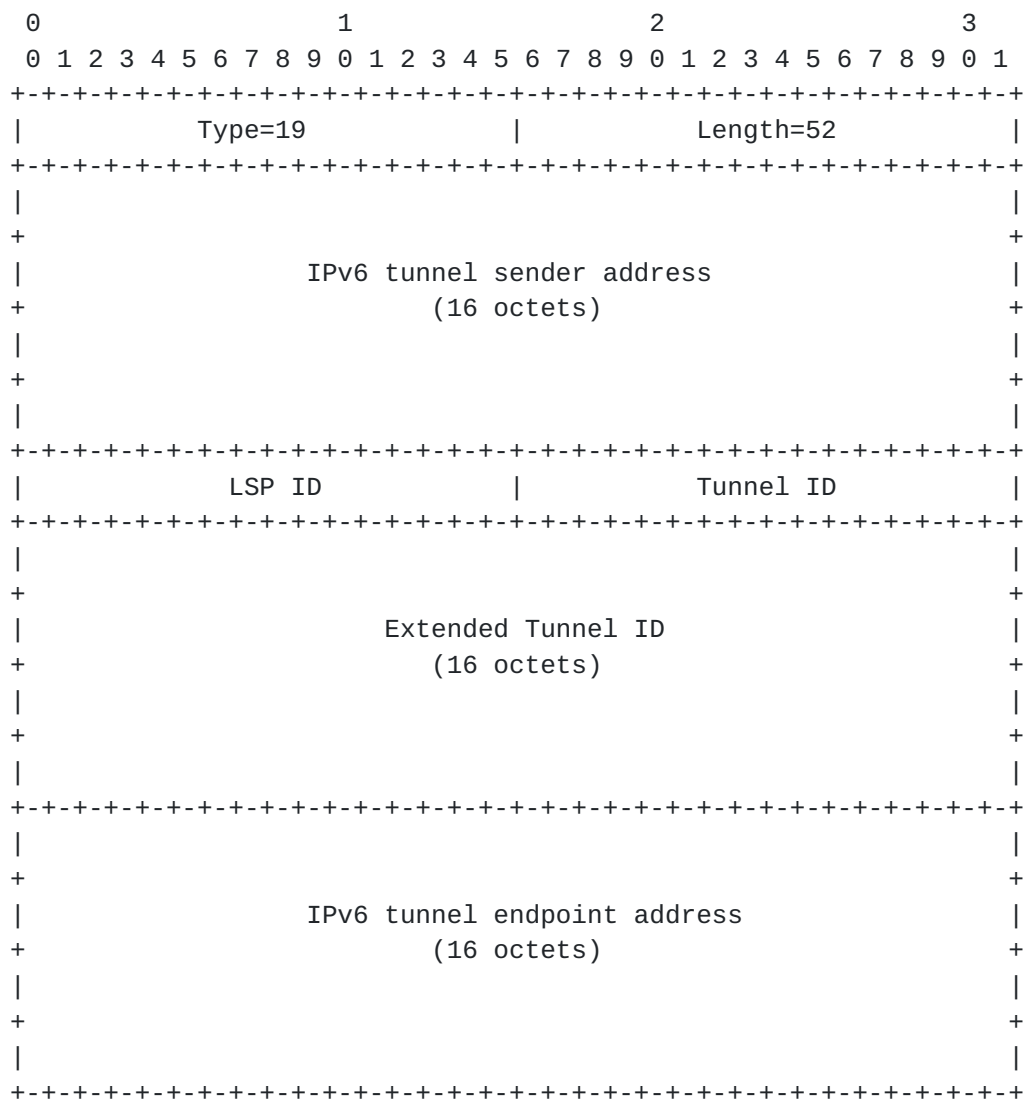 0                   1                   2                   3
 0 1 2 3 4 5 6 7 8 9 0 1 2 3 4 5 6 7 8 9 0 1 2 3 4 5 6 7 8 9 0 1
+-+-+-+-+-+-+-+-+-+-+-+-+-+-+-+-+-+-+-+-+-+-+-+-+-+-+-+-+-+-+-+-+
|           Type=19             |           Length=52           |
+-+-+-+-+-+-+-+-+-+-+-+-+-+-+-+-+-+-+-+-+-+-+-+-+-+-+-+-+-+-+-+-+
|                                                               |
+                                                               +
|                  IPv6 tunnel sender address                   |
+                          (16 octets)                          +
|                                                               |
+                                                               +
|                                                               |
+-+-+-+-+-+-+-+-+-+-+-+-+-+-+-+-+-+-+-+-+-+-+-+-+-+-+-+-+-+-+-+-+
|             LSP ID            |           Tunnel ID           |
+-+-+-+-+-+-+-+-+-+-+-+-+-+-+-+-+-+-+-+-+-+-+-+-+-+-+-+-+-+-+-+-+
|                                                               |
+                                                               +
|                       Extended Tunnel ID                      |
+                          (16 octets)                          +
|                                                               |
+                                                               +
|                                                               |
+-+-+-+-+-+-+-+-+-+-+-+-+-+-+-+-+-+-+-+-+-+-+-+-+-+-+-+-+-+-+-+-+
|                                                               |
+                                                               +
|                  IPv6 tunnel endpoint address                 |
+                          (16 octets)                          +
|                                                               |
+                                                               +
|                                                               |
+-+-+-+-+-+-+-+-+-+-+-+-+-+-+-+-+-+-+-+-+-+-+-+-+-+-+-+-+-+-+-+-+